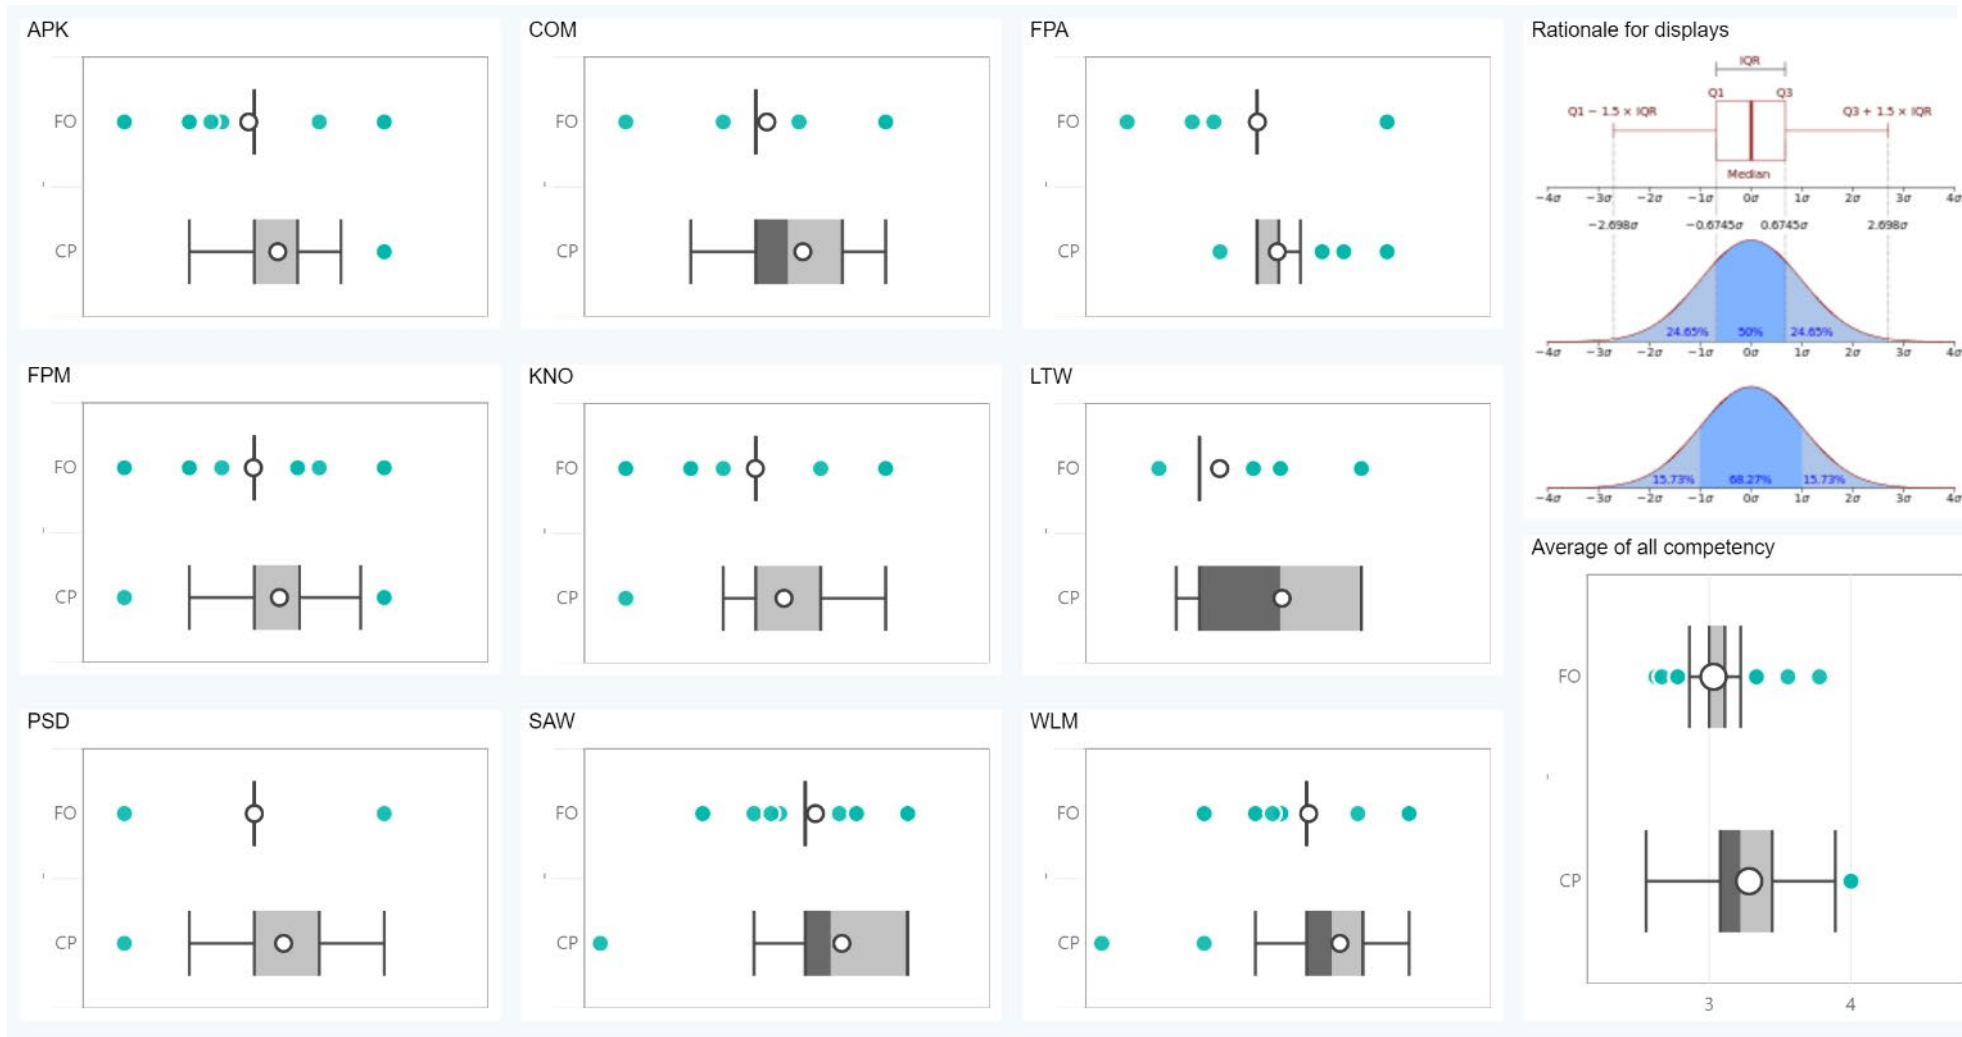 APK
FO
CP
COM
FO
CP
FPA
FO
CP
FPM
FO
CP
KNO
FO
CP
LTW
FO
CP
PSD
FO
CP
SAW
FO
CP
WLM
FO
CP
Rationale for displays
IQR
Q1 Q3
Q1 − 1.5 × IQR Q3 + 1.5 × IQR
Median
−4σ −3σ −2σ −1σ 0σ 1σ 2σ 3σ 4σ
−2.698σ −0.6745σ 0.6745σ 2.698σ
24.65% 50% 24.65%
−4σ −3σ −2σ −1σ 0σ 1σ 2σ 3σ 4σ
15.73% 68.27% 15.73%
−4σ −3σ −2σ −1σ 0σ 1σ 2σ 3σ 4σ
Average of all competency
FO
CP
3 4